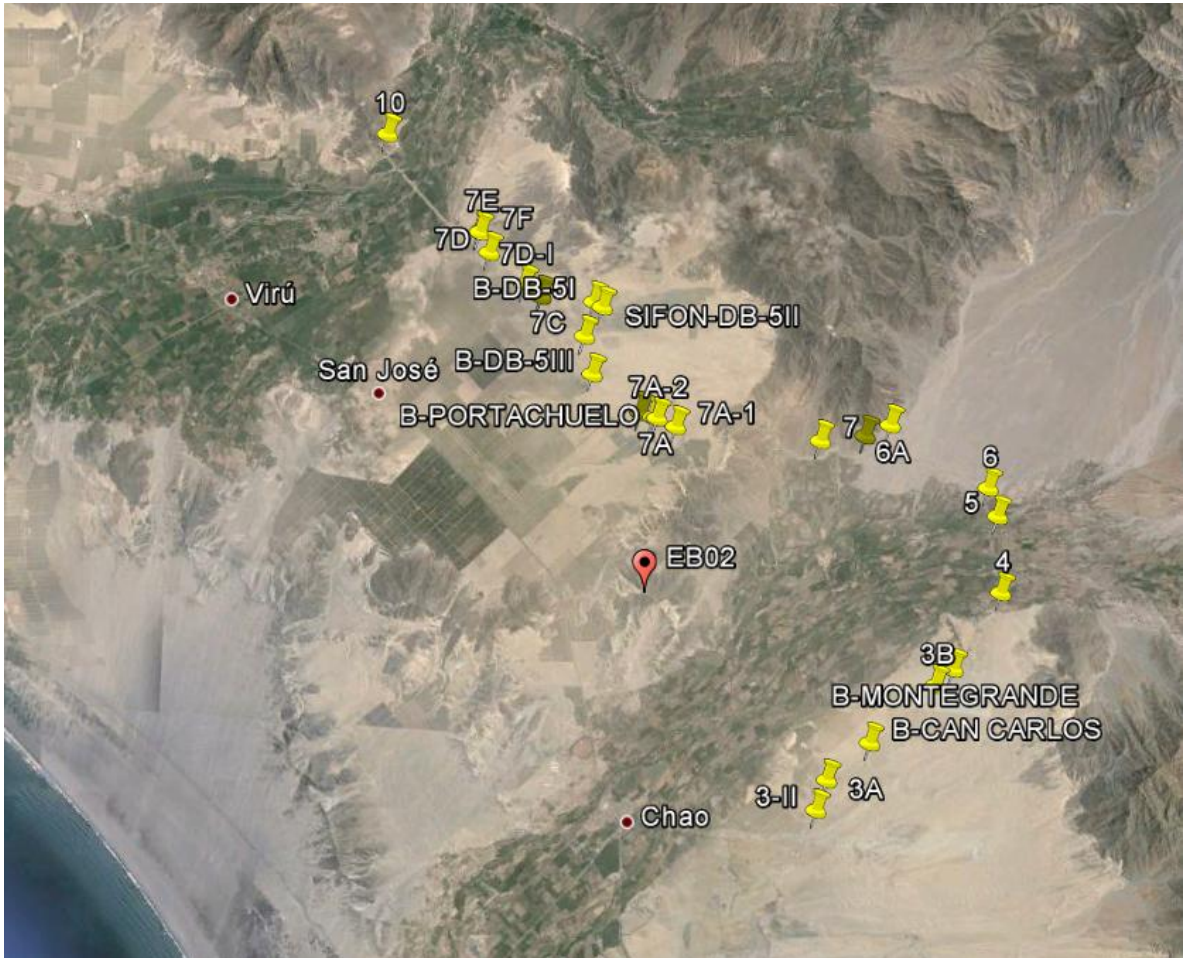 10
7E
7F
7D
7D-I
B-DB-5I
Virú
SIFON-DB-5II
7C
B-DB-5III
San José
7A-2
B-PORTACHUELO
7A-1
7A
7
6A
6
5
EB02
4
3B
B-MONTEGRANDE
B-CAN CARLOS
3-II
3A
Chao